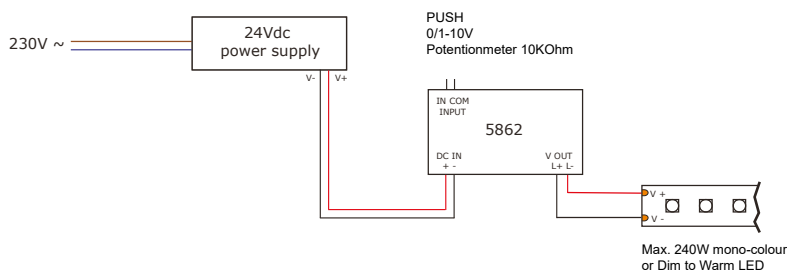 230V ~
24Vdc
power supply
V- V+
PUSH
0/1-10V
Potentionmeter 10KOhm
IN COM
INPUT
5862
DC IN
+ -
V OUT
L+ L-
V +
V -
Max. 240W mono-colour
or Dim to Warm LED